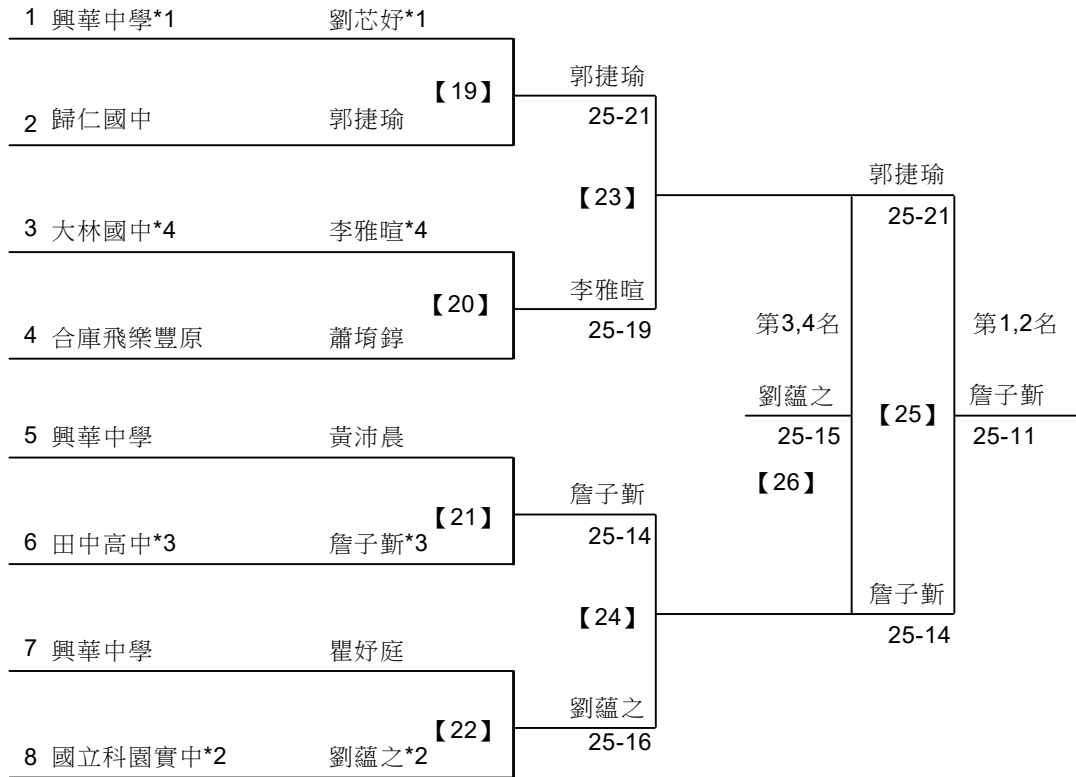 1 興華中學*1 劉芯妤*1
郭捷瑜
【19】
25-21
2 歸仁國中 郭捷瑜
郭捷瑜
【23】
25-21
3 大林國中*4 李雅暄*4
李雅暄
【20】
25-19
第3,4名
第1,2名
4 合庫飛樂豐原 蕭堉錞
劉蘊之
【25】
詹子勤
25-15
25-11
5 興華中學 黃沛晨
【26】
詹子勤
【21】
25-14
6 田中高中*3 詹子勤*3
詹子勤
【24】
25-14
7 興華中學 瞿妤庭
劉蘊之
【22】
25-16
8 國立科園實中*2 劉蘊之*2